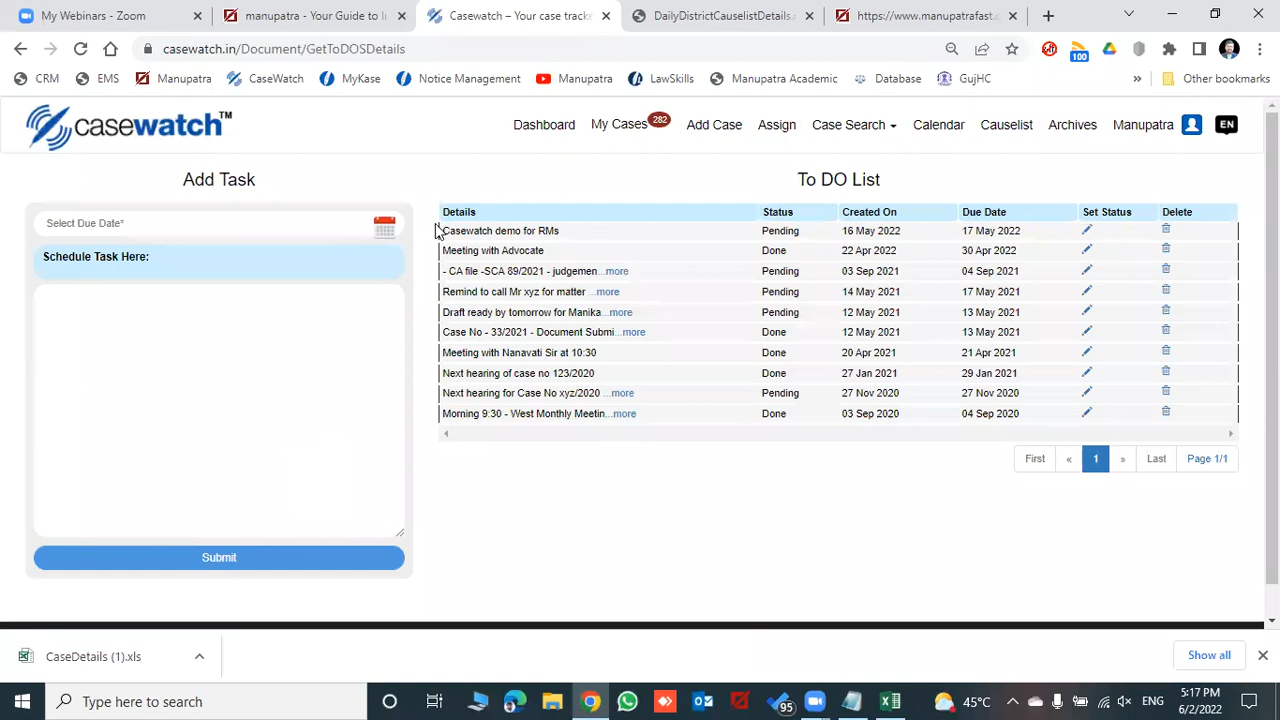 My Webinars - Zoom
manupatra - Your Guide to I
Casewatch – Your case tracke
DailyDistrictCauselistDetails.
https://www.manupatrafast.
casewatch.in/Document/GetToDOSDetails
100
CRM
EMS
Manupatra
CaseWatch
MyKase
Notice Management
Manupatra
LawSkills
Manupatra Academic
Database
GujHC
»
Other bookmarks
casewatch™
Dashboard
My Cases 282
Add Case
Assign
Case Search
Calendar
Causelist
Archives
Manupatra
EN
Add Task
Select Due Date*
Schedule Task Here:
Submit
To DO List
Details Status Created On Due Date Set Status Delete
Casewatch demo for RMs Pending 16 May 2022 17 May 2022
Meeting with Advocate Done 22 Apr 2022 30 Apr 2022
- CA file -SCA 89/2021 - judgemen...more Pending 03 Sep 2021 04 Sep 2021
Remind to call Mr xyz for matter ...more Pending 14 May 2021 17 May 2021
Draft ready by tomorrow for Manika...more Pending 12 May 2021 13 May 2021
Case No - 33/2021 - Document Submi...more Done 12 May 2021 13 May 2021
Meeting with Nanavati Sir at 10:30 Done 20 Apr 2021 21 Apr 2021
Next hearing of case no 123/2020 Done 27 Jan 2021 29 Jan 2021
Next hearing for Case No xyz/2020 ...more Pending 27 Nov 2020 27 Nov 2020
Morning 9:30 - West Monthly Meetin...more Done 03 Sep 2020 04 Sep 2020
First « 1 » Last Page 1/1
CaseDetails (1).xls
Show all
Type here to search
95
45°C
ENG
5:17 PM
6/2/2022